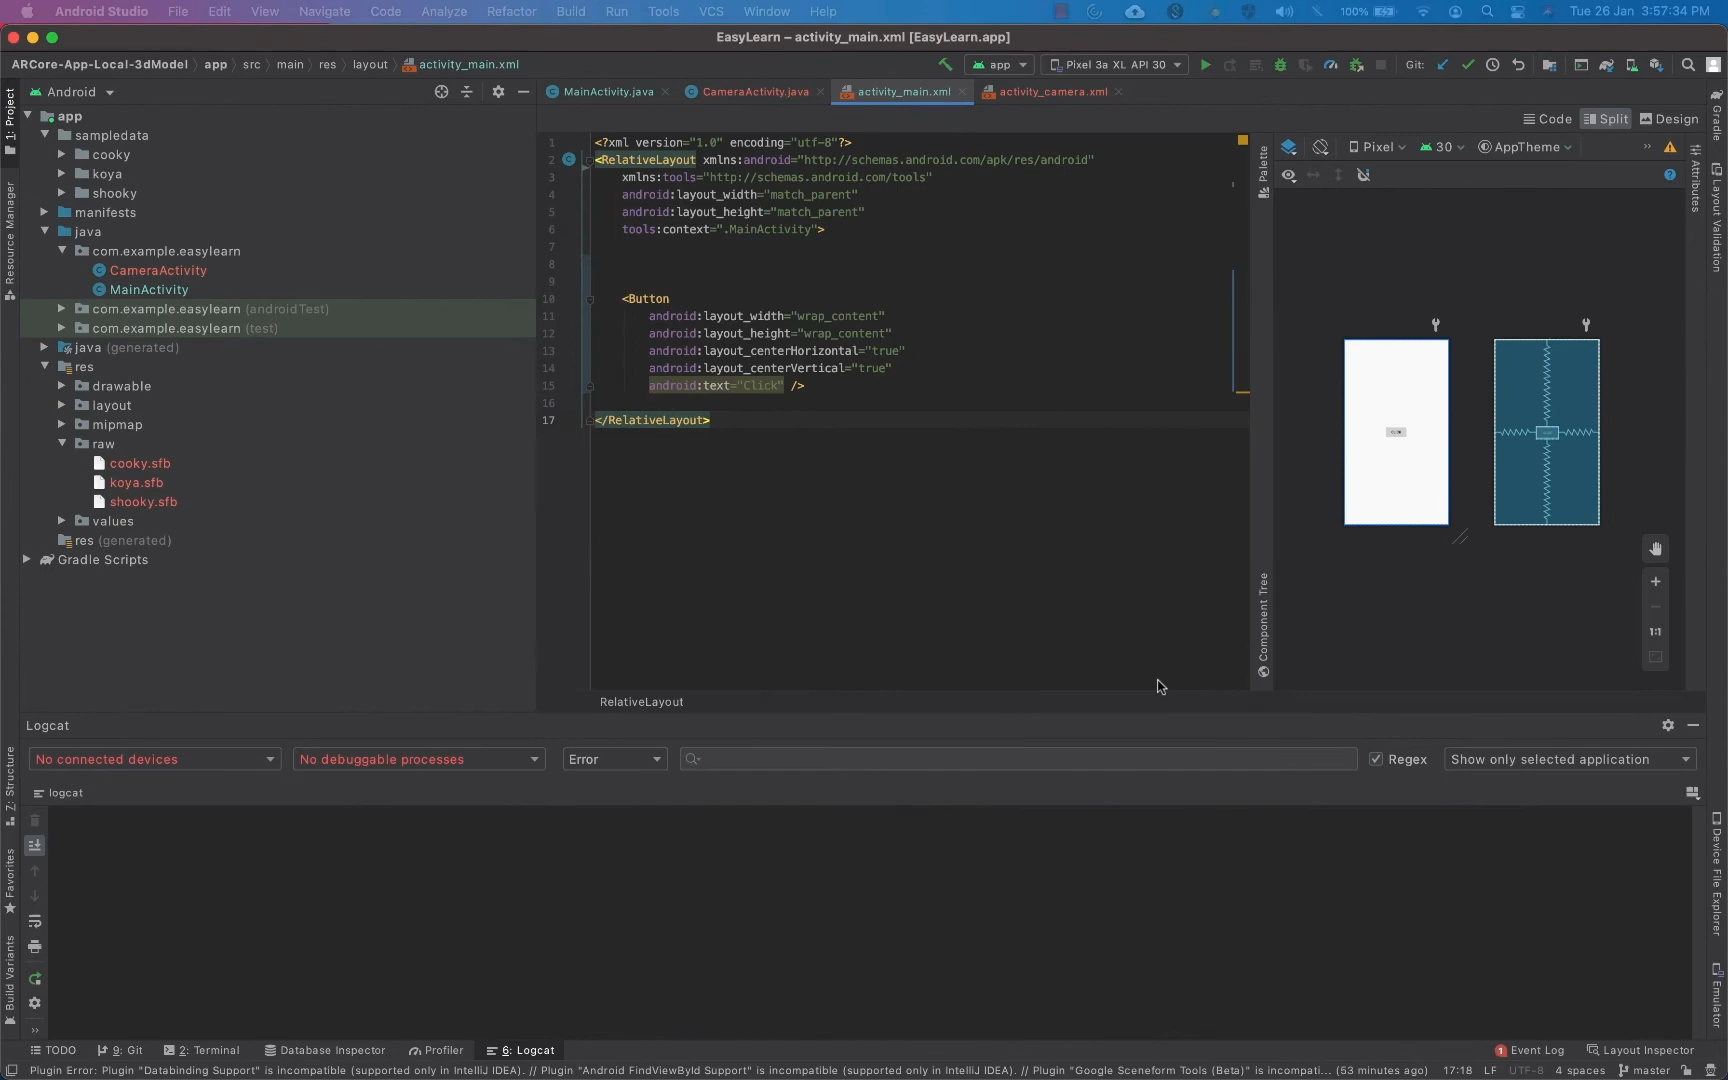 Android Studio File Edit View Navigate Code Analyze Refactor Build Run Tools VCS Window Help 100% Tue 26 Jan 3:57:34 PM
EasyLearn – activity_main.xml [EasyLearn.app]
ARCore-App-Local-3dModel app src main res layout activity_main.xml app Pixel 3a XL API 30 Git:
Android MainActivity.java CameraActivity.java activity_main.xml activity_camera.xml
Code Split Design
Pixel 30 AppTheme
1: Project
Resource Manager
Z: Structure
Favorites
Build Variants
app
sampledata
cooky
koya
shooky
manifests
java
com.example.easylearn
CameraActivity
MainActivity
com.example.easylearn (androidTest)
com.example.easylearn (test)
java (generated)
res
drawable
layout
mipmap
raw
cooky.sfb
koya.sfb
shooky.sfb
values
res (generated)
Gradle Scripts
1 <?xml version="1.0" encoding="utf-8"?>
2 <RelativeLayout xmlns:android="http://schemas.android.com/apk/res/android"
3 xmlns:tools="http://schemas.android.com/tools"
4 android:layout_width="match_parent"
5 android:layout_height="match_parent"
6 tools:context=".MainActivity">
7
8
9
10 <Button
11 android:layout_width="wrap_content"
12 android:layout_height="wrap_content"
13 android:layout_centerHorizontal="true"
14 android:layout_centerVertical="true"
15 android:text="Click" />
16
17 </RelativeLayout>
RelativeLayout
Palette
Component Tree
1:1
Attributes
Gradle
Layout Validation
Device File Explorer
Emulator
Logcat
No connected devices No debuggable processes Error Regex Show only selected application
logcat
TODO 9: Git 2: Terminal Database Inspector Profiler 6: Logcat 1 Event Log Layout Inspector
Plugin Error: Plugin "Databinding Support" is incompatible (supported only in IntelliJ IDEA). // Plugin "Android FindViewById Support" is incompatible (supported only in IntelliJ IDEA). // Plugin "Google Sceneform Tools (Beta)" is incompati... (53 minutes ago) 17:18 LF UTF-8 4 spaces master